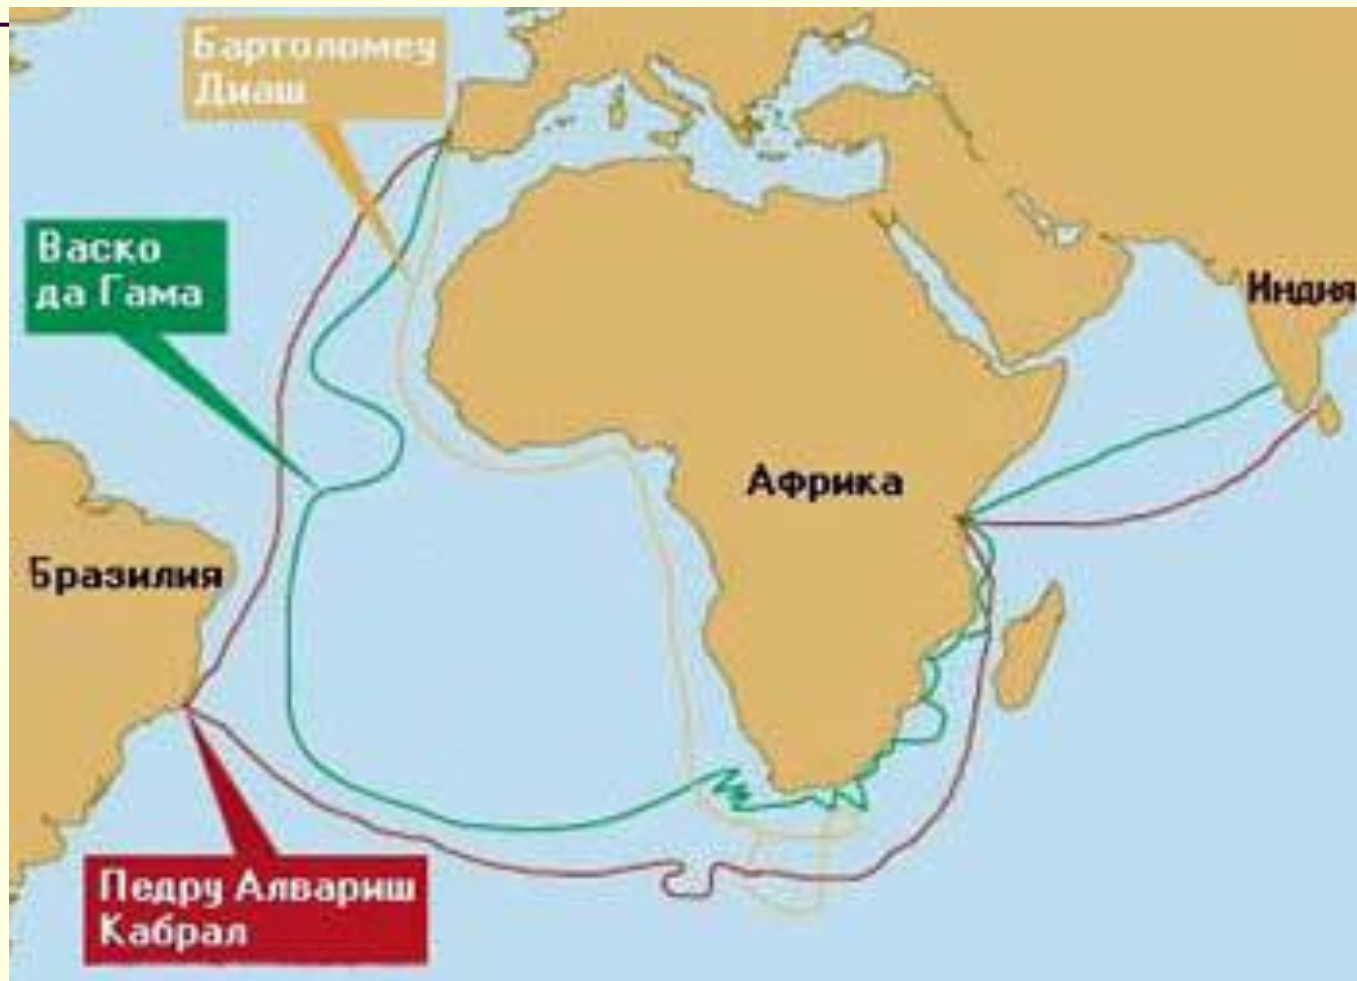 Бартоломеу
Диаш
Васко
да Гама
Индия
Африка
Бразилия
Педру Алвариш
Кабрал